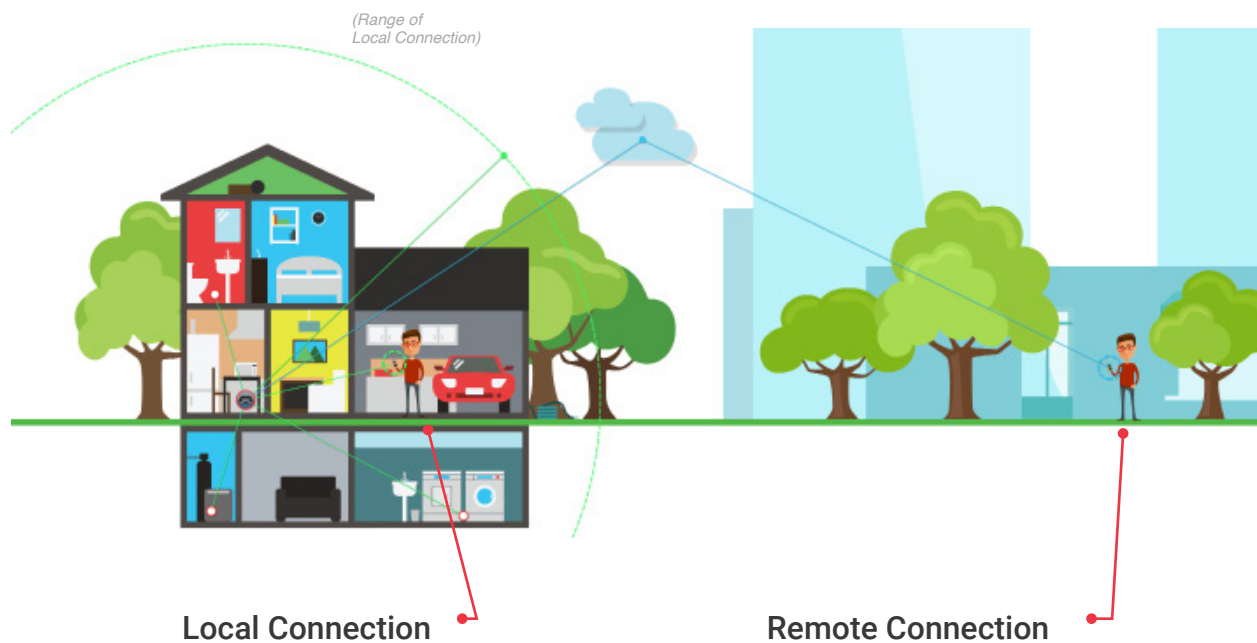 (Range of
Local Connection)
Local Connection
Remote Connection